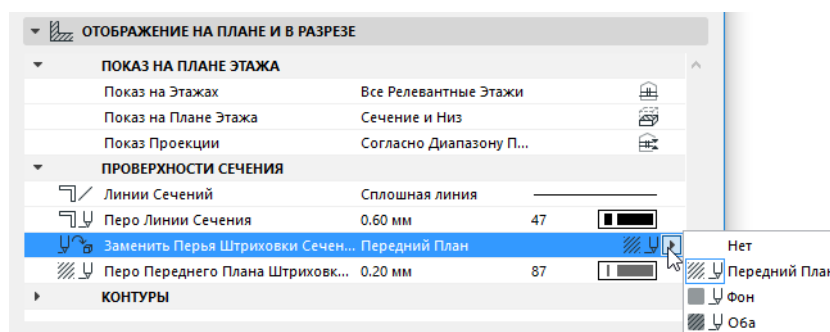 ОТОБРАЖЕНИЕ НА ПЛАНЕ И В РАЗРЕЗЕ
ПОКАЗ НА ПЛАНЕ ЭТАЖА
Показ на Этажах Все Релевантные Этажи
Показ на Плане Этажа Сечение и Низ
Показ Проекции Согласно Диапазону П...
ПРОВЕРХНОСТИ СЕЧЕНИЯ
Линии Сечений Сплошная линия
Перо Линии Сечения 0.60 мм 47
Заменить Перья Штриховки Сечен... Передний План
Нет
Перо Переднего Плана Штриховк... 0.20 мм 87
Передний План
КОНТУРЫ
Фон
Оба